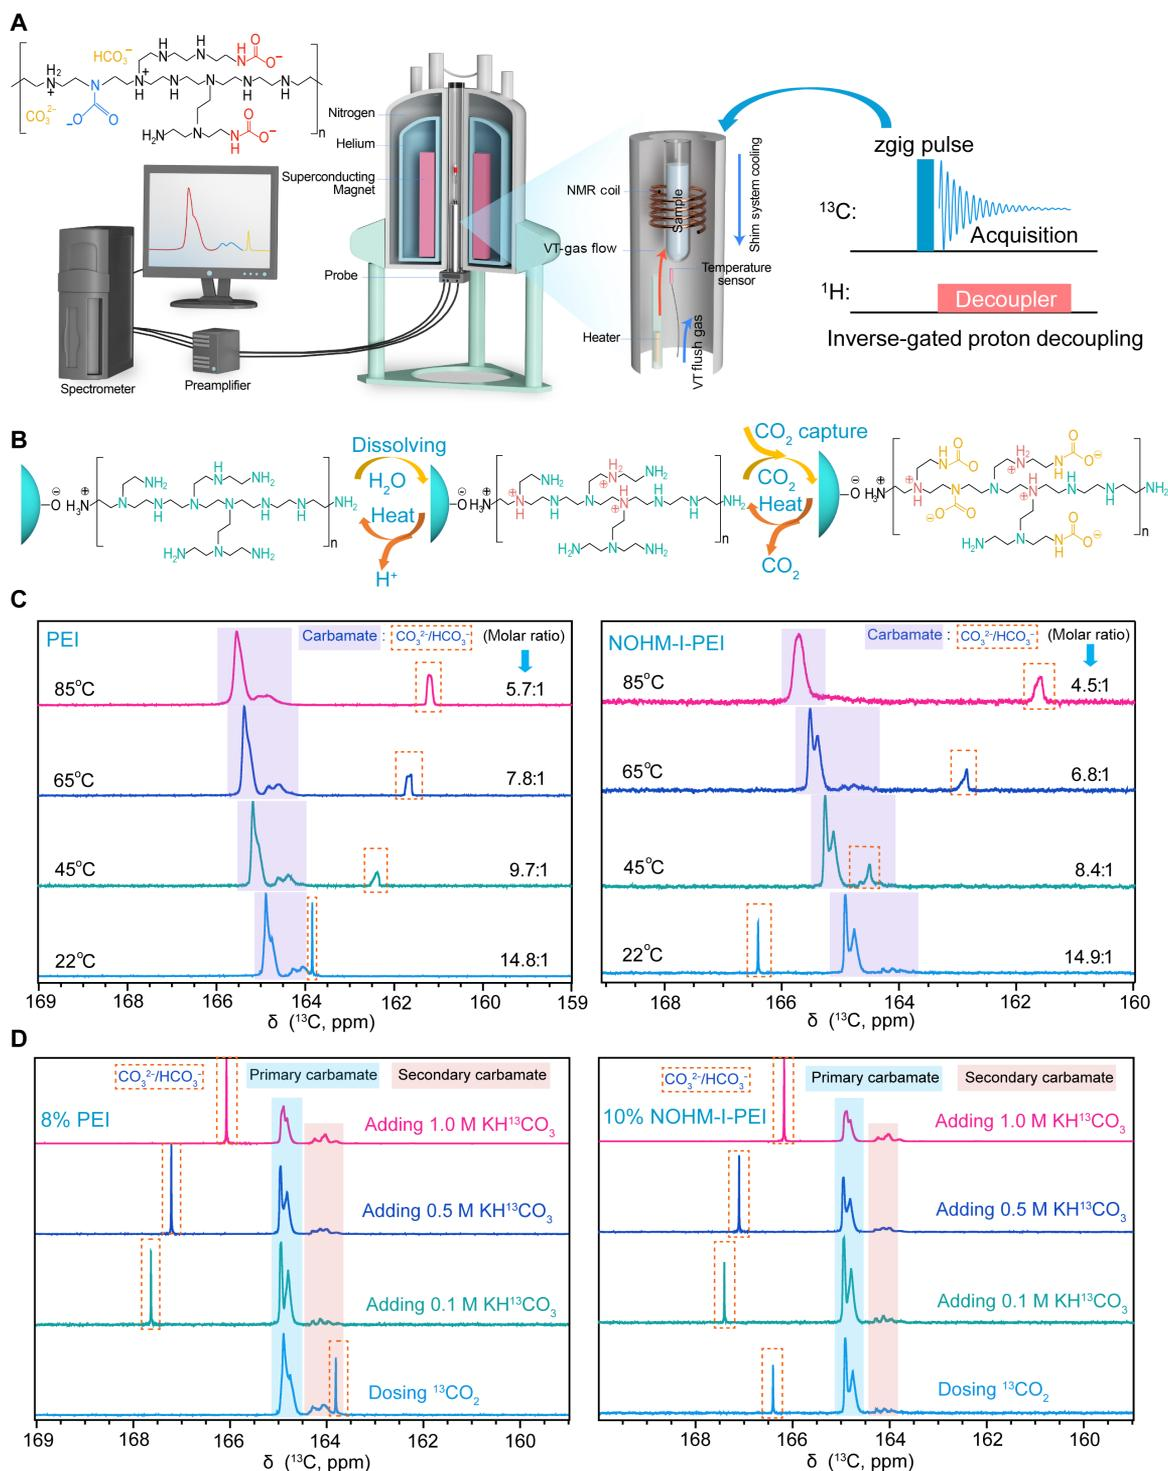 A
HCO₃⁻
CO₃²⁻
H₂N
n
Nitrogen
Helium
Superconducting
Magnet
Probe
Spectrometer
Preamplifier
NMR coil
Sample
VT-gas flow
Heater
Temperature
sensor
VT flush gas
Shim system cooling
zgig pulse
¹³C:
Acquisition
¹H:
Decoupler
Inverse-gated proton decoupling
B
Dissolving
H₂O
Heat
H⁺
CO₂ capture
CO₂
Heat
CO₂
C
PEI
Carbamate : CO₃²⁻/HCO₃⁻ (Molar ratio)
85°C 5.7:1
65°C 7.8:1
45°C 9.7:1
22°C 14.8:1
169 168 166 164 162 160 159
δ (¹³C, ppm)
NOHM-I-PEI
Carbamate : CO₃²⁻/HCO₃⁻ (Molar ratio)
85°C 4.5:1
65°C 6.8:1
45°C 8.4:1
22°C 14.9:1
168 166 164 162 160
δ (¹³C, ppm)
D
CO₃²⁻/HCO₃⁻ Primary carbamate Secondary carbamate
8% PEI
Adding 1.0 M KH¹³CO₃
Adding 0.5 M KH¹³CO₃
Adding 0.1 M KH¹³CO₃
Dosing ¹³CO₂
169 168 166 164 162 160
δ (¹³C, ppm)
CO₃²⁻/HCO₃⁻ Primary carbamate Secondary carbamate
10% NOHM-I-PEI
Adding 1.0 M KH¹³CO₃
Adding 0.5 M KH¹³CO₃
Adding 0.1 M KH¹³CO₃
Dosing ¹³CO₂
168 166 164 162 160
δ (¹³C, ppm)